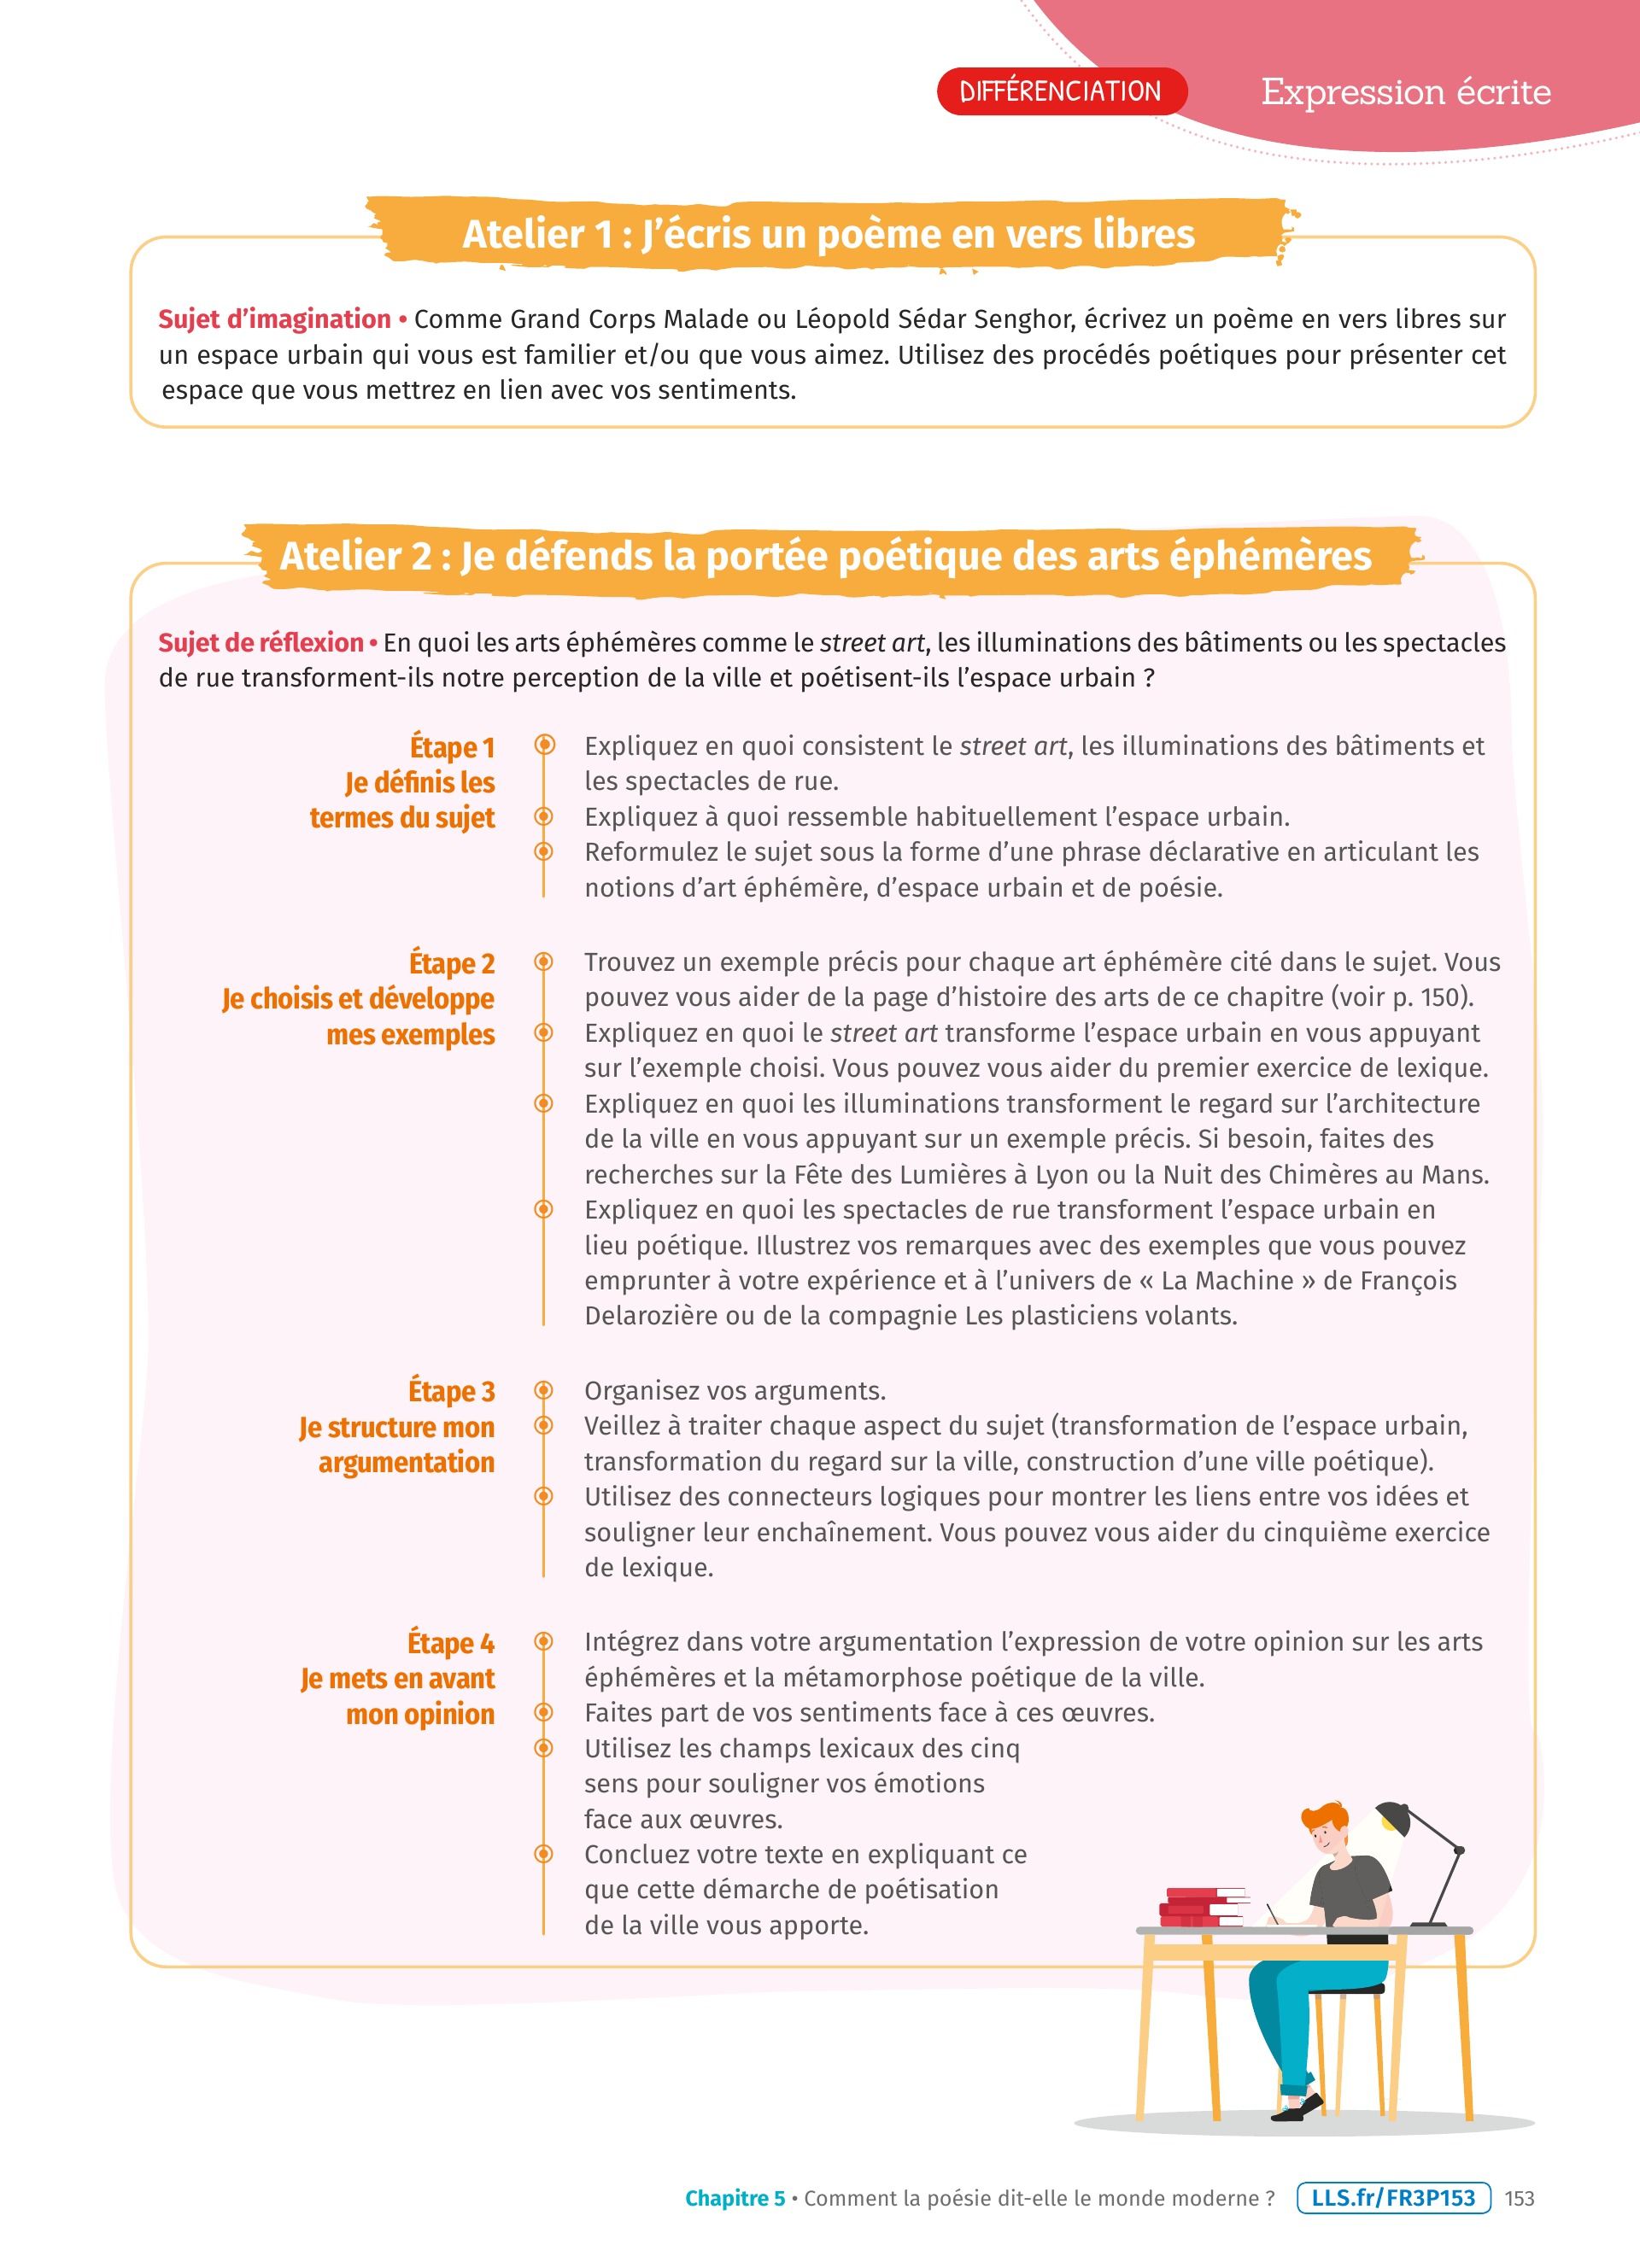 DIFFÉRENCIATION
Expression écrite
Atelier 1 : J’écris un poème en vers libres
Sujet d’imagination • Comme Grand Corps Malade ou Léopold Sédar Senghor, écrivez un poème en vers libres sur
un espace urbain qui vous est familier et/ou que vous aimez. Utilisez des procédés poétiques pour présenter cet
espace que vous mettrez en lien avec vos sentiments.
Atelier 2 : Je défends la portée poétique des arts éphémères
Sujet de réflexion • En quoi les arts éphémères comme le street art, les illuminations des bâtiments ou les spectacles
de rue transforment-ils notre perception de la ville et poétisent-ils l’espace urbain ?
Étape 1
Je définis les
termes du sujet
Expliquez en quoi consistent le street art, les illuminations des bâtiments et
les spectacles de rue.
Expliquez à quoi ressemble habituellement l’espace urbain.
Reformulez le sujet sous la forme d’une phrase déclarative en articulant les
notions d’art éphémère, d’espace urbain et de poésie.
Étape 2
Je choisis et développe
mes exemples
Trouvez un exemple précis pour chaque art éphémère cité dans le sujet. Vous
pouvez vous aider de la page d’histoire des arts de ce chapitre (voir p. 150).
Expliquez en quoi le street art transforme l’espace urbain en vous appuyant
sur l’exemple choisi. Vous pouvez vous aider du premier exercice de lexique.
Expliquez en quoi les illuminations transforment le regard sur l’architecture
de la ville en vous appuyant sur un exemple précis. Si besoin, faites des
recherches sur la Fête des Lumières à Lyon ou la Nuit des Chimères au Mans.
Expliquez en quoi les spectacles de rue transforment l’espace urbain en
lieu poétique. Illustrez vos remarques avec des exemples que vous pouvez
emprunter à votre expérience et à l’univers de « La Machine » de François
Delarozière ou de la compagnie Les plasticiens volants.
Étape 3
Je structure mon
argumentation
Organisez vos arguments.
Veillez à traiter chaque aspect du sujet (transformation de l’espace urbain,
transformation du regard sur la ville, construction d’une ville poétique).
Utilisez des connecteurs logiques pour montrer les liens entre vos idées et
souligner leur enchaînement. Vous pouvez vous aider du cinquième exercice
de lexique.
Étape 4
Je mets en avant
mon opinion
Intégrez dans votre argumentation l’expression de votre opinion sur les arts
éphémères et la métamorphose poétique de la ville.
Faites part de vos sentiments face à ces œuvres.
Utilisez les champs lexicaux des cinq
sens pour souligner vos émotions
face aux œuvres.
Concluez votre texte en expliquant ce
que cette démarche de poétisation
de la ville vous apporte.
Chapitre 5 • Comment la poésie dit-elle le monde moderne ? LLS.fr/FR3P153 153